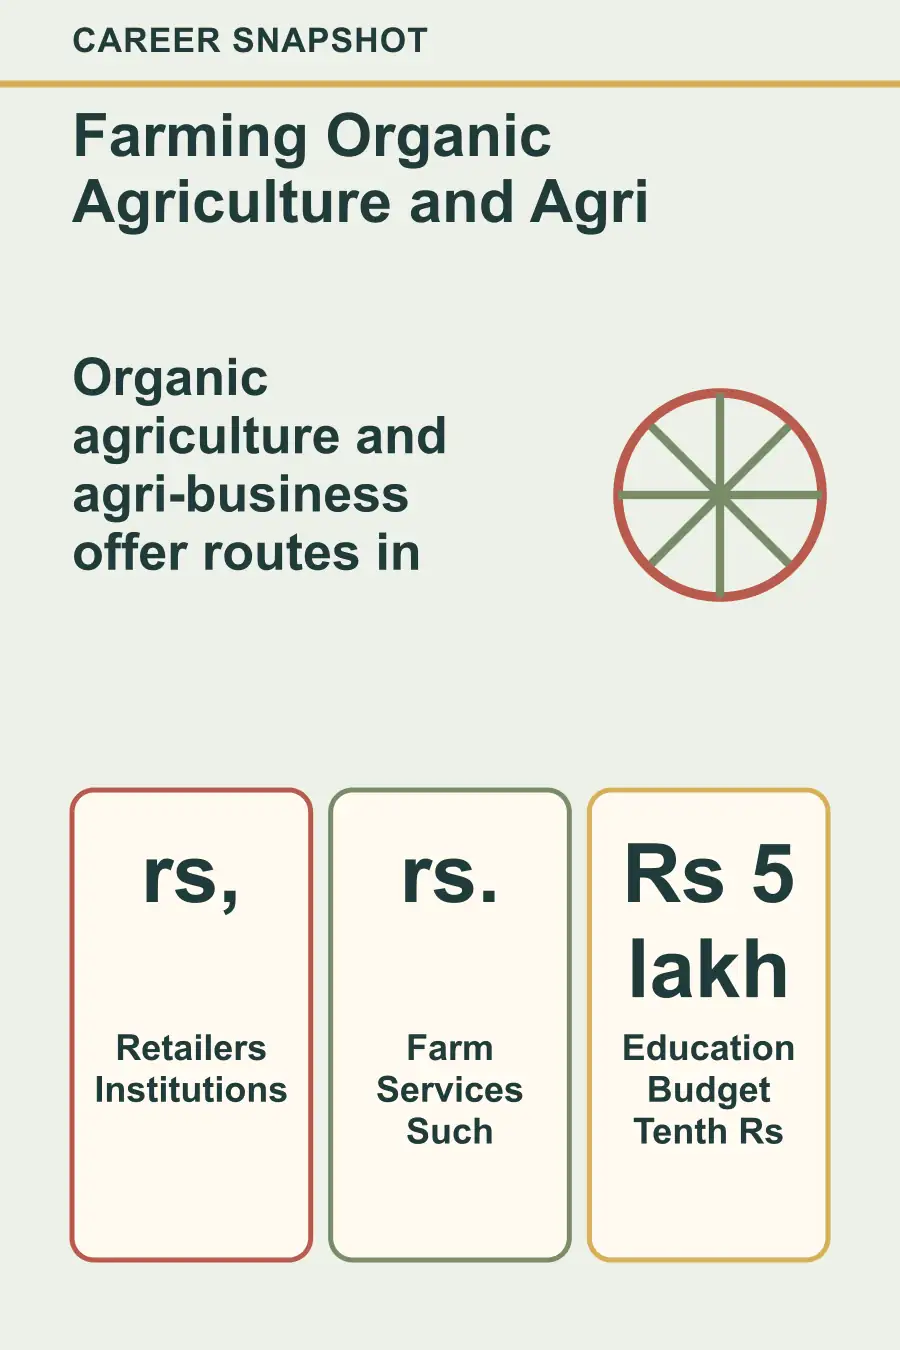 CAREER SNAPSHOT
Farming Organic
Agriculture and Agri
Organic
agriculture and
agri-business
offer routes in
rs,
Retailers
Institutions
rs.
Farm
Services
Such
Rs 5
lakh
Education
Budget
Tenth Rs